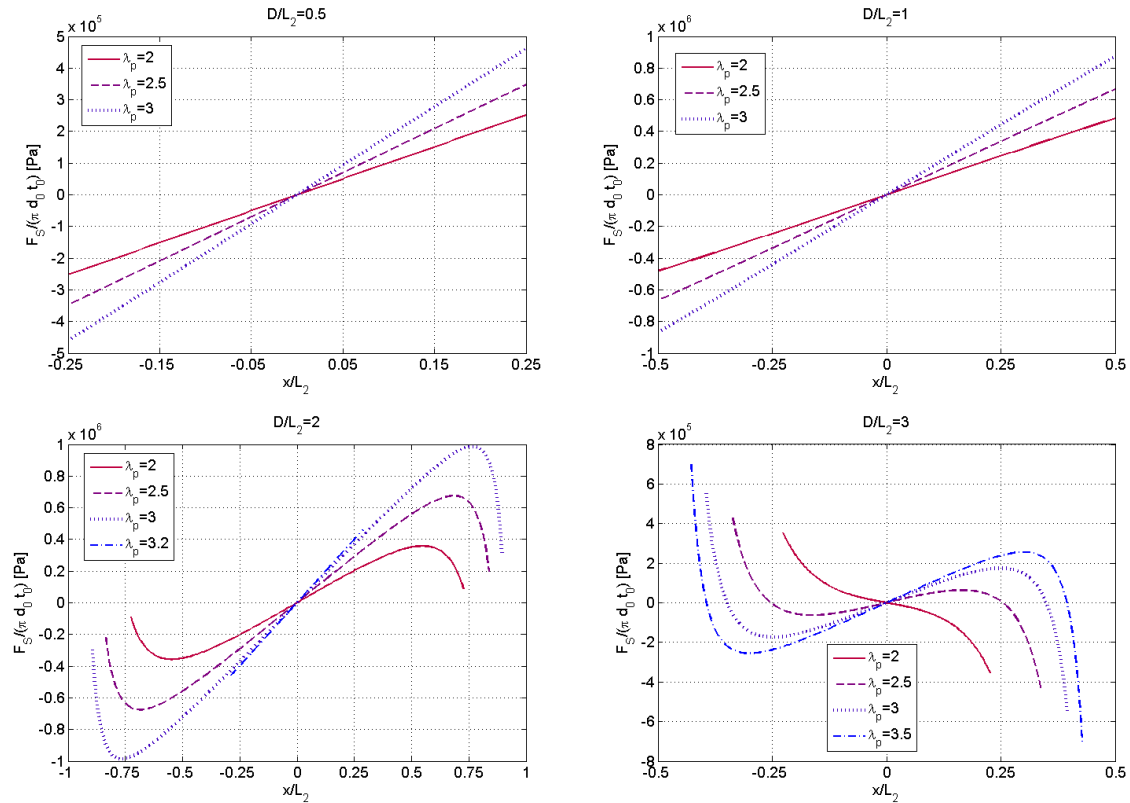 D/L2=0.5
x 10^5
5
4
3
2
1
0
-1
-2
-3
-4
-5
F_S/(π d_0 t_0) [Pa]
λ_p=2
λ_p=2.5
λ_p=3
-0.25 -0.15 -0.05 0.05 0.15 0.25
x/L_2
D/L_2=1
x 10^6
1
0.8
0.6
0.4
0.2
0
-0.2
-0.4
-0.6
-0.8
-1
F_S/(π d_0 t_0) [Pa]
λ_p=2
λ_p=2.5
λ_p=3
-0.5 -0.25 0 0.25 0.5
x/L_2
D/L_2=2
x 10^6
1
0.8
0.6
0.4
0.2
0
-0.2
-0.4
-0.6
-0.8
-1
F_S/(π d_0 t_0) [Pa]
λ_p=2
λ_p=2.5
λ_p=3
λ_p=3.2
1 -0.75 -0.5 -0.25 0 0.25 0.5 0.75 1
x/L_2
D/L_2=3
x 10^5
8
6
4
2
0
-2
-4
-6
-8
F_S/(π d_0 t_0) [Pa]
λ_p=2
λ_p=2.5
λ_p=3
λ_p=3.5
-0.5 -0.25 0 0.25 0.5
x/L_2